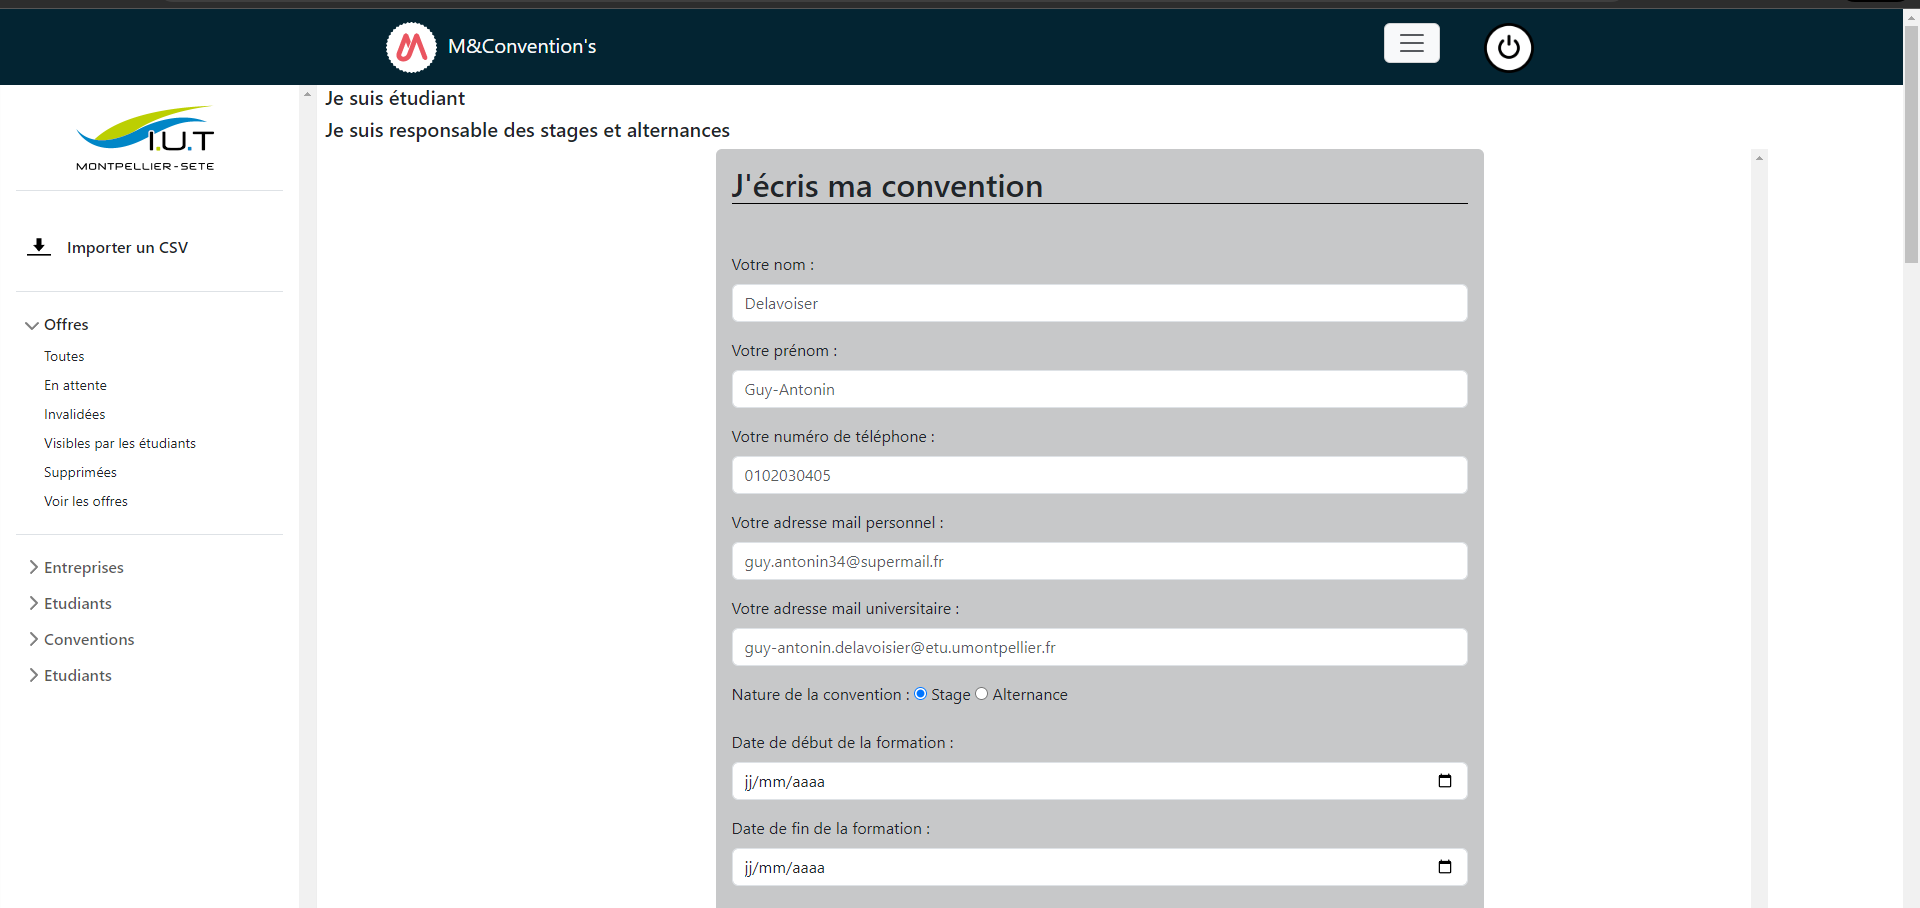 M&Convention's
I.U.T
MONTPELLIER-SETE
Importer un CSV
Offres
Toutes
En attente
Invalidées
Visibles par les étudiants
Supprimées
Voir les offres
Entreprises
Etudiants
Conventions
Etudiants
Je suis étudiant
Je suis responsable des stages et alternances
J'écris ma convention
Votre nom :
Delavoiser
Votre prénom :
Guy-Antonin
Votre numéro de téléphone :
0102030405
Votre adresse mail personnel :
guy.antonin34@supermail.fr
Votre adresse mail universitaire :
guy-antonin.delavoisier@etu.umontpellier.fr
Nature de la convention : Stage Alternance
Date de début de la formation :
jj/mm/aaaa
Date de fin de la formation :
jj/mm/aaaa